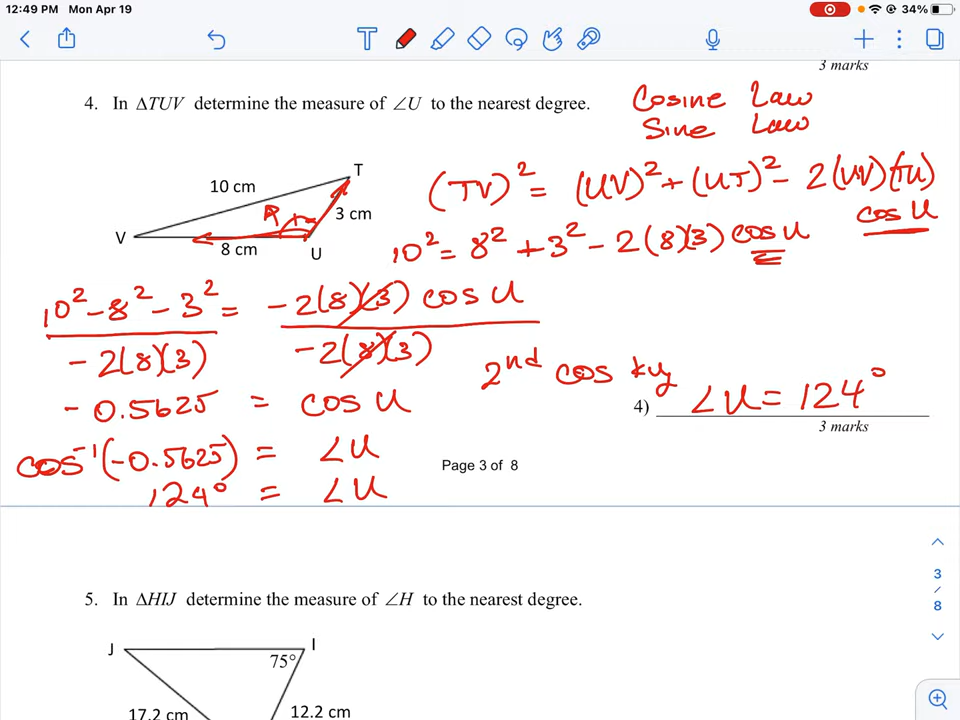 12:49 PM Mon Apr 19
34%
3 marks
4. In ΔTUV determine the measure of ∠U to the nearest degree.
Cosine Law
Sine Law
T
10 cm
3 cm
V
8 cm
U
(TV)² = (UV)² + (UT)² - 2(UV)(TU)
cos U
10² = 8² + 3² - 2(8)(3) cos U
10² - 8² - 3² = -2(8)(3) cos U
-2(8)(3) -2(8)(3)
-0.5625 = cos U
2nd cos key
4) ∠U = 124°
3 marks
cos⁻¹(-0.5625) = ∠U
124° = ∠U
Page 3 of 8
3
/
8
5. In ΔHIJ determine the measure of ∠H to the nearest degree.
J
I
75°
17.2 cm
12.2 cm